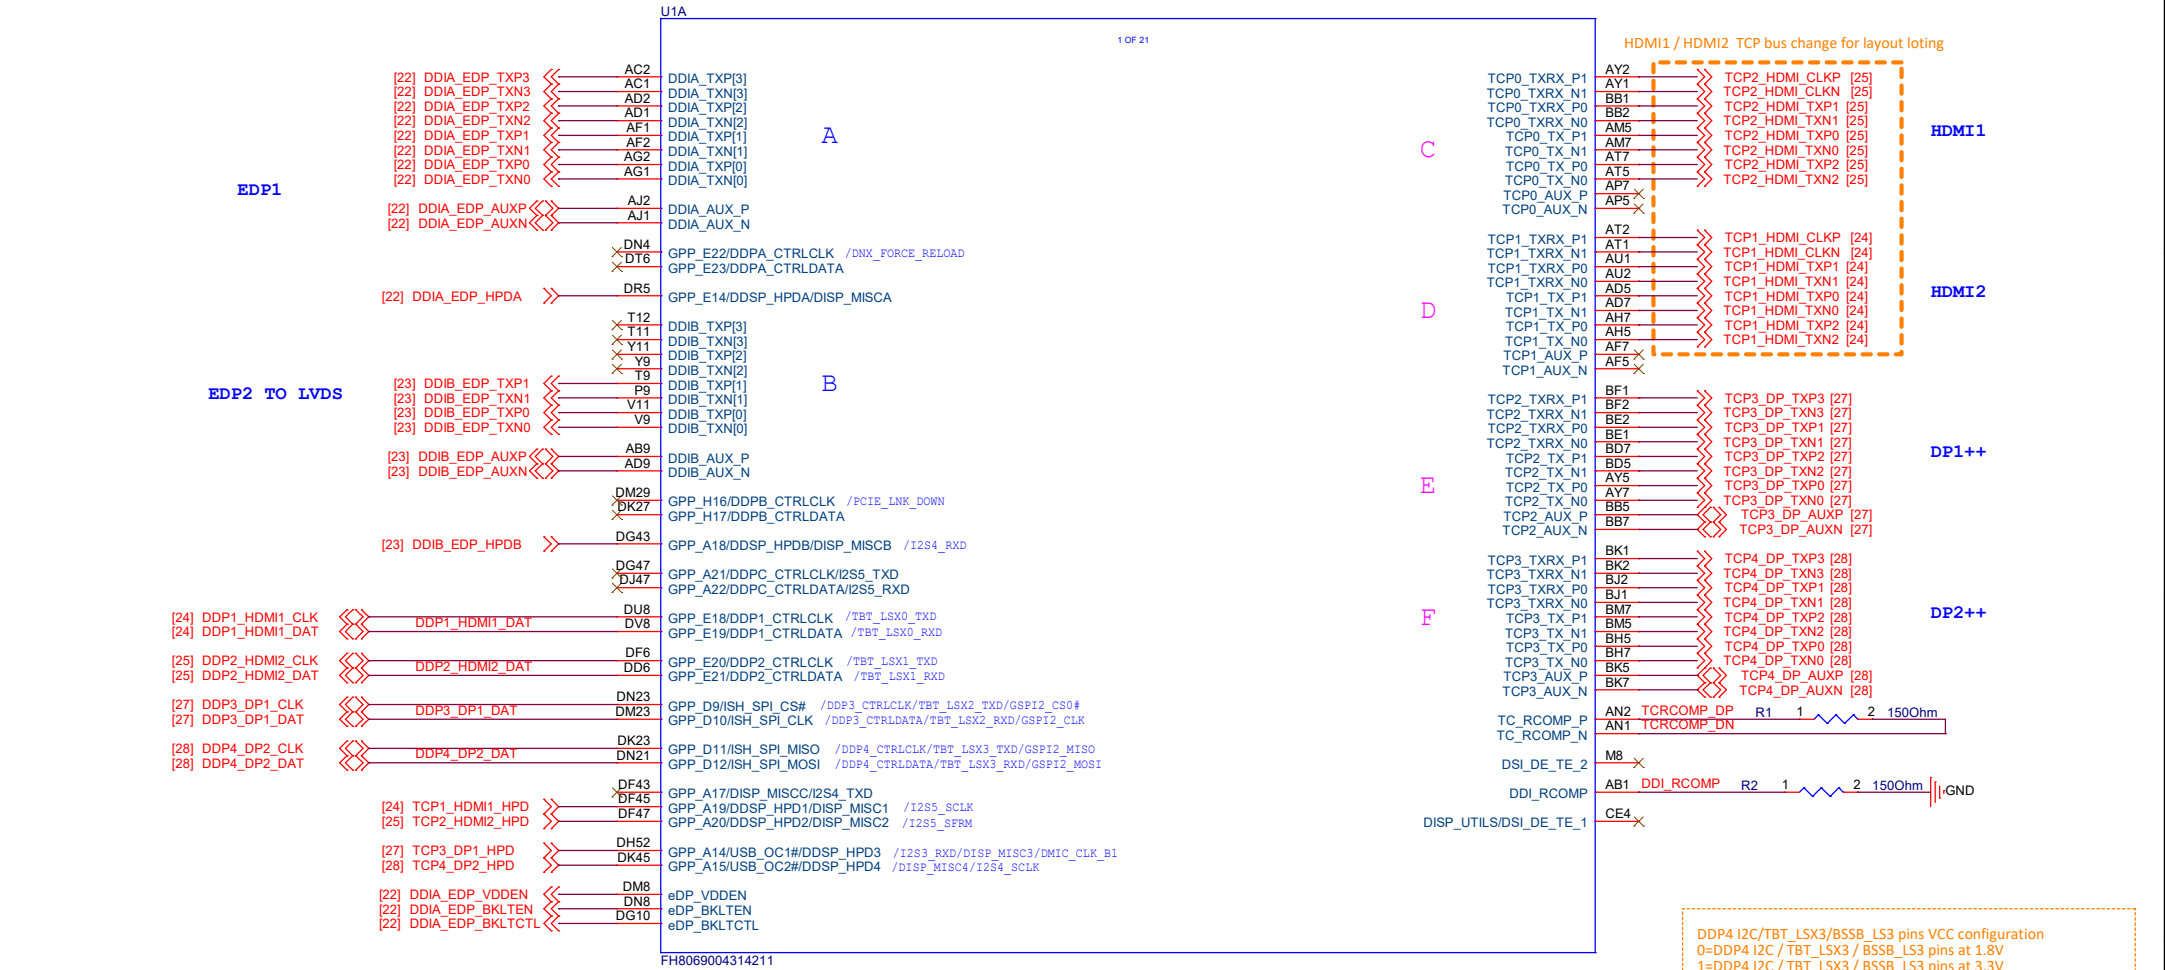 U1A
1 OF 21
HDMI1 / HDMI2 TCP bus change for layout loting
EDP1
EDP2 TO LVDS
[22] DDIA_EDP_TXP3 AC2 DDIA_TXP[3]
[22] DDIA_EDP_TXN3 AC1 DDIA_TXN[3]
[22] DDIA_EDP_TXP2 AD2 DDIA_TXP[2]
[22] DDIA_EDP_TXN2 AD1 DDIA_TXN[2]
[22] DDIA_EDP_TXP1 AF1 DDIA_TXP[1]
[22] DDIA_EDP_TXN1 AF2 DDIA_TXN[1]
[22] DDIA_EDP_TXP0 AG2 DDIA_TXP[0]
[22] DDIA_EDP_TXN0 AG1 DDIA_TXN[0]
A
[22] DDIA_EDP_AUXP AJ2 DDIA_AUX_P
[22] DDIA_EDP_AUXN AJ1 DDIA_AUX_N
DN4 GPP_E22/DDPA_CTRLCLK /DNX_FORCE_RELOAD
DT6 GPP_E23/DDPA_CTRLDATA
[22] DDIA_EDP_HPDA DR5 GPP_E14/DDSP_HPDA/DISP_MISCA
T12 DDIB_TXP[3]
T11 DDIB_TXN[3]
Y11 DDIB_TXP[2]
Y9 DDIB_TXN[2]
[23] DDIB_EDP_TXP1 T9 DDIB_TXP[1]
[23] DDIB_EDP_TXN1 P9 DDIB_TXN[1]
[23] DDIB_EDP_TXP0 V11 DDIB_TXP[0]
[23] DDIB_EDP_TXN0 V9 DDIB_TXN[0]
B
[23] DDIB_EDP_AUXP AB9 DDIB_AUX_P
[23] DDIB_EDP_AUXN AD9 DDIB_AUX_N
DM29 GPP_H16/DDPB_CTRLCLK /PCIE_LNK_DOWN
DK27 GPP_H17/DDPB_CTRLDATA
[23] DDIB_EDP_HPDB DG43 GPP_A18/DDSP_HPDB/DISP_MISCB /I2S4_RXD
DG47 GPP_A21/DDPC_CTRLCLK/I2S5_TXD
DJ47 GPP_A22/DDPC_CTRLDATA/I2S5_RXD
[24] DDP1_HDMI1_CLK DU8 GPP_E18/DDP1_CTRLCLK /TBT_LSX0_TXD
[24] DDP1_HDMI1_DAT DDP1_HDMI1_DAT DV8 GPP_E19/DDP1_CTRLDATA /TBT_LSX0_RXD
[25] DDP2_HDMI2_CLK DF6 GPP_E20/DDP2_CTRLCLK /TBT_LSX1_TXD
[25] DDP2_HDMI2_DAT DDP2_HDMI2_DAT DD6 GPP_E21/DDP2_CTRLDATA /TBT_LSX1_RXD
[27] DDP3_DP1_CLK DN23 GPP_D9/ISH_SPI_CS# /DDP3_CTRLCLK/TBT_LSX2_TXD/GSPI2_CS0#
[27] DDP3_DP1_DAT DDP3_DP1_DAT DM23 GPP_D10/ISH_SPI_CLK /DDP3_CTRLDATA/TBT_LSX2_RXD/GSPI2_CLK
[28] DDP4_DP2_CLK DK23 GPP_D11/ISH_SPI_MISO /DDP4_CTRLCLK/TBT_LSX3_TXD/GSPI2_MISO
[28] DDP4_DP2_DAT DDP4_DP2_DAT DN21 GPP_D12/ISH_SPI_MOSI /DDP4_CTRLDATA/TBT_LSX3_RXD/GSPI2_MOSI
DF43 GPP_A17/DISP_MISCC/I2S4_TXD
[24] TCP1_HDMI1_HPD DF45 GPP_A19/DDSP_HPD1/DISP_MISC1 /I2S5_SCLK
[25] TCP2_HDMI2_HPD DF47 GPP_A20/DDSP_HPD2/DISP_MISC2 /I2S5_SFRM
[27] TCP3_DP1_HPD DH52 GPP_A14/USB_OC1#/DDSP_HPD3 /I2S3_RXD/DISP_MISC3/DMIC_CLK_B1
[28] TCP4_DP2_HPD DK45 GPP_A15/USB_OC2#/DDSP_HPD4 /DISP_MISC4/I2S4_SCLK
[22] DDIA_EDP_VDDEN DM8 eDP_VDDEN
[22] DDIA_EDP_BKLTEN DN8 eDP_BKLTEN
[22] DDIA_EDP_BKLTCTL DG10 eDP_BKLTCTL
FH8069004314211
TCP0_TXRX_P1 AY2 TCP2_HDMI_CLKP [25]
TCP0_TXRX_N1 AY1 TCP2_HDMI_CLKN [25]
TCP0_TXRX_P0 BB1 TCP2_HDMI_TXP1 [25]
TCP0_TXRX_N0 BB2 TCP2_HDMI_TXN1 [25]
TCP0_TX_P1 AM5 TCP2_HDMI_TXP0 [25]
TCP0_TX_N1 AM7 TCP2_HDMI_TXN0 [25]
TCP0_TX_P0 AT7 TCP2_HDMI_TXP2 [25]
TCP0_TX_N0 AT5 TCP2_HDMI_TXN2 [25]
TCP0_AUX_P AP7
TCP0_AUX_N AP5
C
HDMI1
TCP1_TXRX_P1 AT2 TCP1_HDMI_CLKP [24]
TCP1_TXRX_N1 AT1 TCP1_HDMI_CLKN [24]
TCP1_TXRX_P0 AU1 TCP1_HDMI_TXP1 [24]
TCP1_TXRX_N0 AU2 TCP1_HDMI_TXN1 [24]
TCP1_TX_P1 AD5 TCP1_HDMI_TXP0 [24]
TCP1_TX_N1 AD7 TCP1_HDMI_TXN0 [24]
TCP1_TX_P0 AH7 TCP1_HDMI_TXP2 [24]
TCP1_TX_N0 AH5 TCP1_HDMI_TXN2 [24]
TCP1_AUX_P AF7
TCP1_AUX_N AF5
D
HDMI2
TCP2_TXRX_P1 BF1 TCP3_DP_TXP3 [27]
TCP2_TXRX_N1 BF2 TCP3_DP_TXN3 [27]
TCP2_TXRX_P0 BE2 TCP3_DP_TXP1 [27]
TCP2_TXRX_N0 BE1 TCP3_DP_TXN1 [27]
TCP2_TX_P1 BD7 TCP3_DP_TXP2 [27]
TCP2_TX_N1 BD5 TCP3_DP_TXN2 [27]
TCP2_TX_P0 AY5 TCP3_DP_TXP0 [27]
TCP2_TX_N0 AY7 TCP3_DP_TXN0 [27]
TCP2_AUX_P BB5 TCP3_DP_AUXP [27]
TCP2_AUX_N BB7 TCP3_DP_AUXN [27]
E
DP1++
TCP3_TXRX_P1 BK1 TCP4_DP_TXP3 [28]
TCP3_TXRX_N1 BK2 TCP4_DP_TXN3 [28]
TCP3_TXRX_P0 BJ2 TCP4_DP_TXP1 [28]
TCP3_TXRX_N0 BJ1 TCP4_DP_TXN1 [28]
TCP3_TX_P1 BM7 TCP4_DP_TXP2 [28]
TCP3_TX_N1 BM5 TCP4_DP_TXN2 [28]
TCP3_TX_P0 BH5 TCP4_DP_TXP0 [28]
TCP3_TX_N0 BH7 TCP4_DP_TXN0 [28]
TCP3_AUX_P BK5 TCP4_DP_AUXP [28]
TCP3_AUX_N BK7 TCP4_DP_AUXN [28]
F
DP2++
TC_RCOMP_P AN2 TCRCOMP_DP R1 1 2 150Ohm
TC_RCOMP_N AN1 TCRCOMP_DN
DSI_DE_TE_2 M8
DDI_RCOMP AB1 DDI_RCOMP R2 1 2 150Ohm GND
DISP_UTILS/DSI_DE_TE_1 CE4
DDP4 I2C/TBT_LSX3/BSSB_LS3 pins VCC configuration
0=DDP4 I2C / TBT_LSX3 / BSSB_LS3 pins at 1.8V
1=DDP4 I2C / TBT_LSX3 / BSSB_LS3 pins at 3.3V